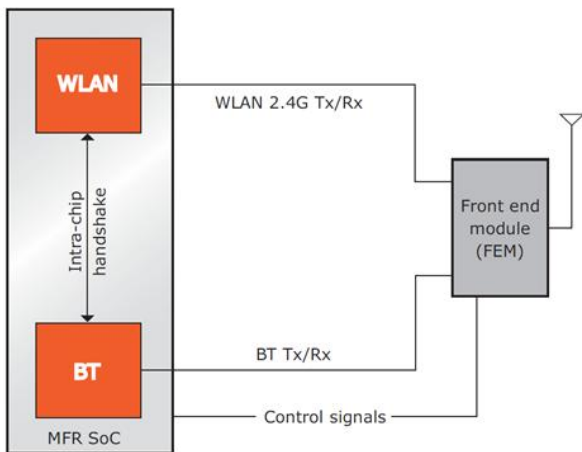 WLAN
WLAN 2.4G Tx/Rx
Intra-chip
handshake
Front end
module
(FEM)
BT
BT Tx/Rx
Control signals
MFR SoC